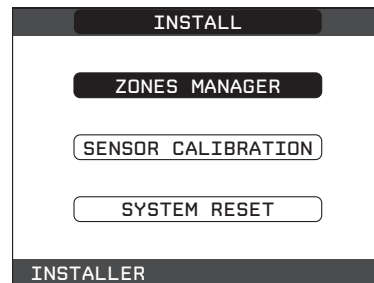 INSTALL
ZONES MANAGER
SENSOR CALIBRATION
SYSTEM RESET
INSTALLER